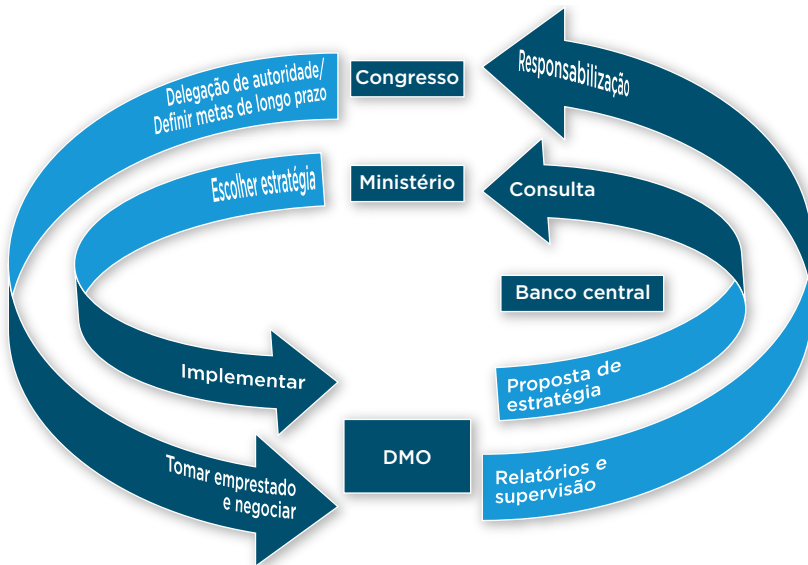 Delegação de autoridade/
Definir metas de longo prazo
Congresso
Responsabilização
Escolher estratégia
Ministério
Consulta
Banco central
Implementar
Proposta de
estratégia
DMO
Tomar emprestado
e negociar
Relatórios e
supervisão